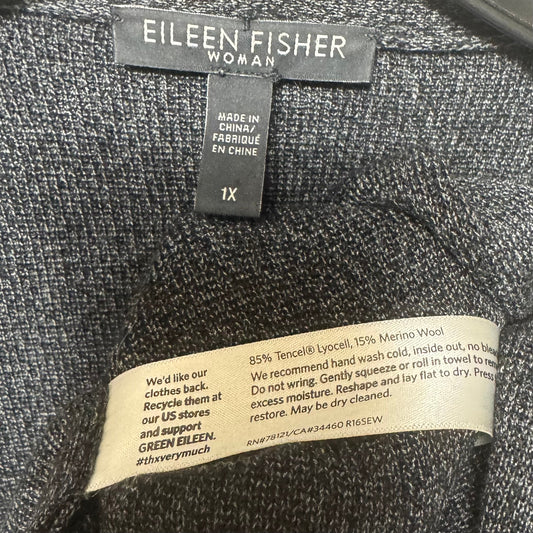 EILEEN FISHER
WOMAN
MADE IN
CHINA/
FABRIQUÉ
EN CHINE
1X
We'd like our
clothes back.
Recycle them at
our US stores
and support
GREEN EILEEN.
#thxverymuch
85% Tencel® Lyocell, 15% Merino Wool
We recommend hand wash cold, inside out, no
Do not wring. Gently squeeze or roll in towel to
excess moisture. Reshape and lay flat to dry. Press
restore. May be dry cleaned.
RN#78121/CA#34460 R16SEW